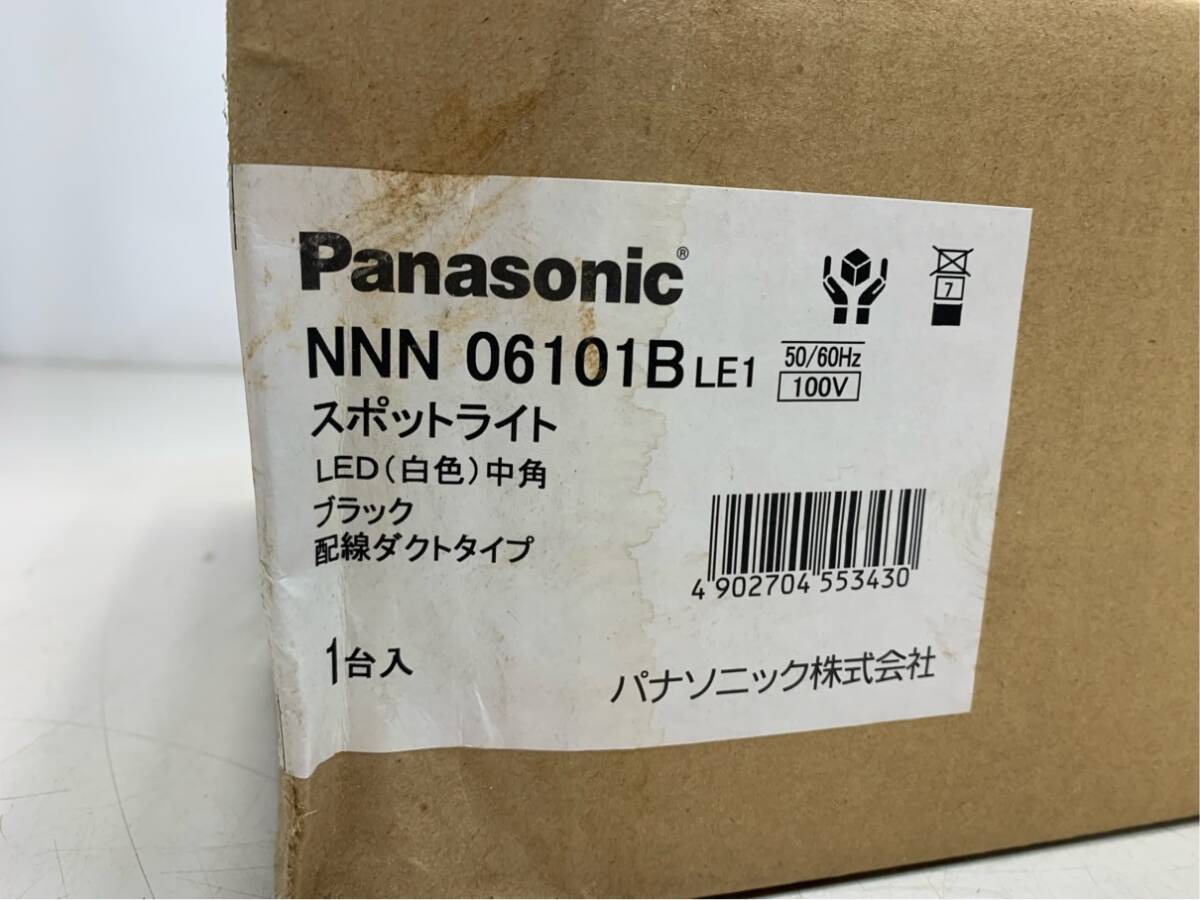 Panasonic®
7
NNN 06101B LE1
50/60Hz
100V
スポットライト
LED(白色)中角
ブラック
配線ダクトタイプ
4 902704 553430
1台入
パナソニック株式会社